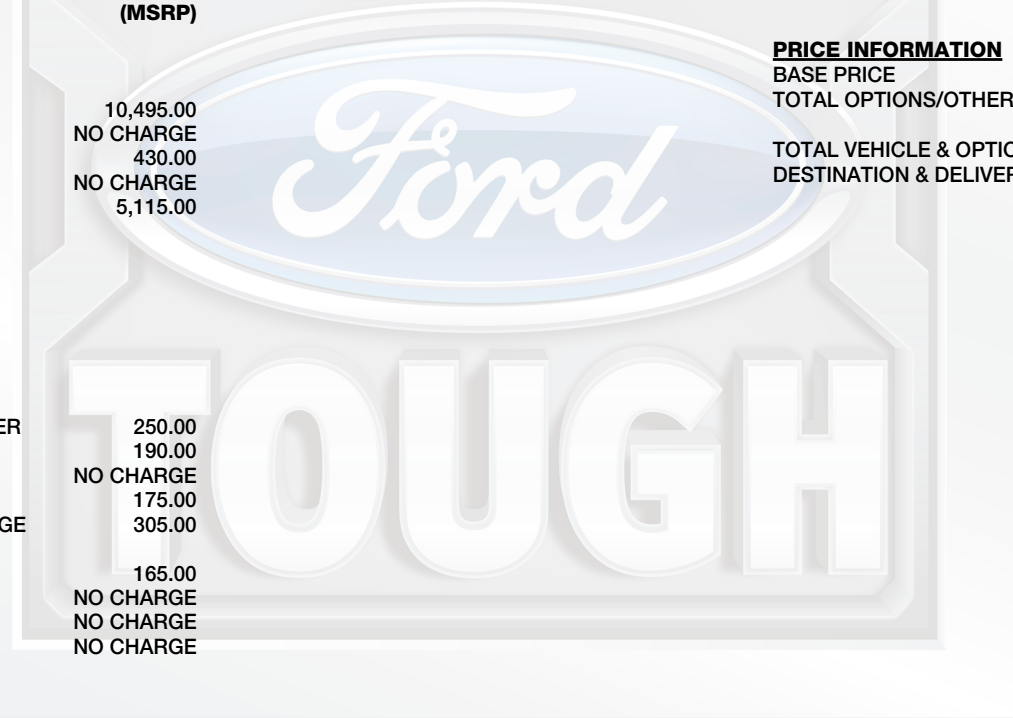 (MSRP)
PRICE INFORMATION
BASE PRICE
TOTAL OPTIONS/OTHER
TOTAL VEHICLE & OPTIO
DESTINATION & DELIVER
10,495.00
NO CHARGE
430.00
NO CHARGE
5,115.00
Ford
TOUGH
ER 250.00
190.00
NO CHARGE
175.00
GE 305.00
165.00
NO CHARGE
NO CHARGE
NO CHARGE